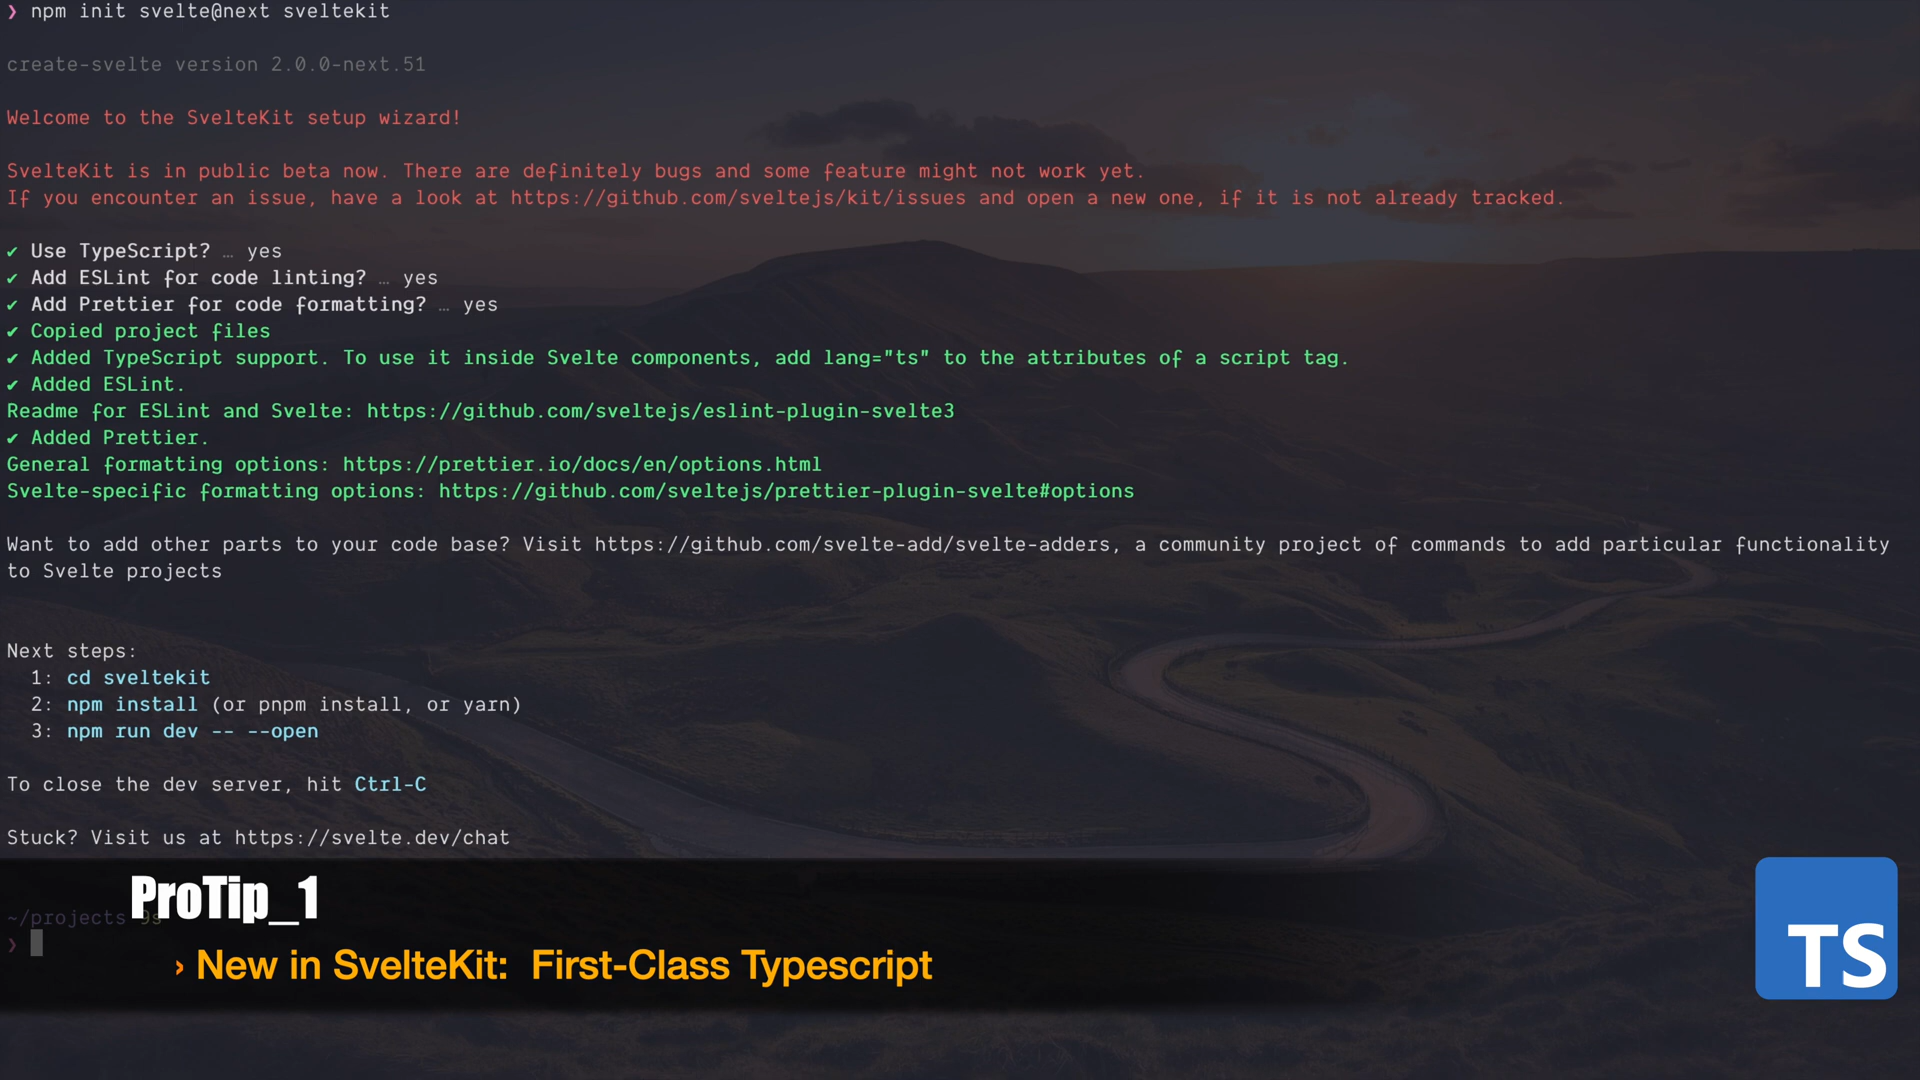 ❯ npm init svelte@next sveltekit
create-svelte version 2.0.0-next.51
Welcome to the SvelteKit setup wizard!
SvelteKit is in public beta now. There are definitely bugs and some feature might not work yet.
If you encounter an issue, have a look at https://github.com/sveltejs/kit/issues and open a new one, if it is not already tracked.
✔ Use TypeScript? … yes
✔ Add ESLint for code linting? … yes
✔ Add Prettier for code formatting? … yes
✔ Copied project files
✔ Added TypeScript support. To use it inside Svelte components, add lang="ts" to the attributes of a script tag.
✔ Added ESLint.
Readme for ESLint and Svelte: https://github.com/sveltejs/eslint-plugin-svelte3
✔ Added Prettier.
General formatting options: https://prettier.io/docs/en/options.html
Svelte-specific formatting options: https://github.com/sveltejs/prettier-plugin-svelte#options
Want to add other parts to your code base? Visit https://github.com/svelte-add/svelte-adders, a community project of commands to add particular functionality
to Svelte projects
Next steps:
1: cd sveltekit
2: npm install (or pnpm install, or yarn)
3: npm run dev -- --open
To close the dev server, hit Ctrl-C
Stuck? Visit us at https://svelte.dev/chat
ProTip_1
~/projects 9s
❯
› New in SvelteKit: First-Class Typescript
TS